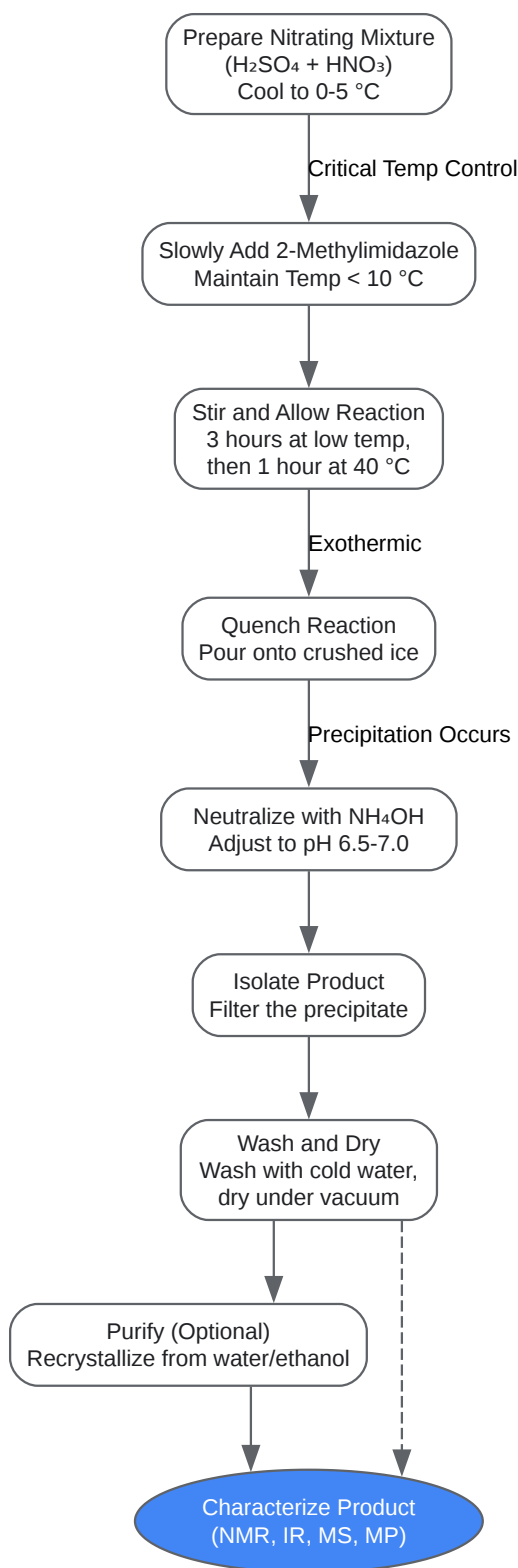 Prepare Nitrating Mixture
(H₂SO₄ + HNO₃)
Cool to 0-5 °C
Critical Temp Control
Slowly Add 2-Methylimidazole
Maintain Temp < 10 °C
Stir and Allow Reaction
3 hours at low temp,
then 1 hour at 40 °C
Exothermic
Quench Reaction
Pour onto crushed ice
Precipitation Occurs
Neutralize with NH₄OH
Adjust to pH 6.5-7.0
Isolate Product
Filter the precipitate
Wash and Dry
Wash with cold water,
dry under vacuum
Purify (Optional)
Recrystallize from water/ethanol
Characterize Product
(NMR, IR, MS, MP)